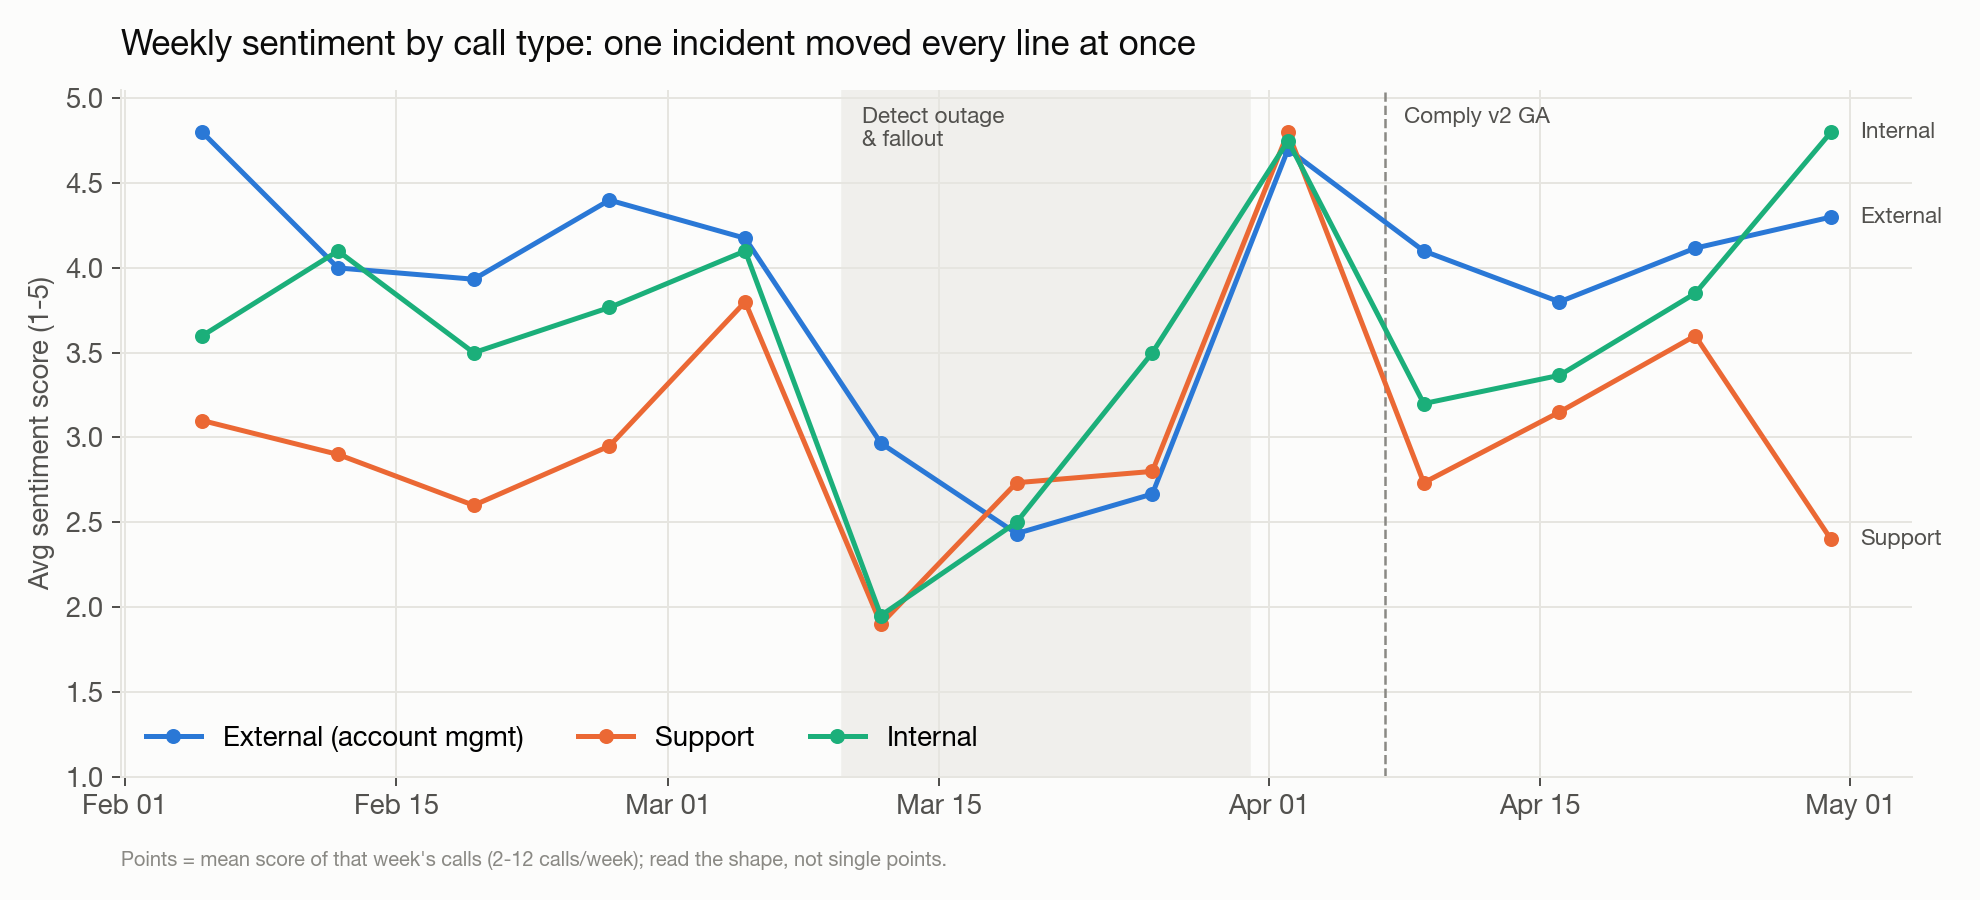 Weekly sentiment by call type: one incident moved every line at once
5.0
4.5
4.0
3.5
3.0
2.5
2.0
1.5
1.0
Avg sentiment score (1-5)
Detect outage
& fallout
Comply v2 GA
Internal
External
Support
External (account mgmt)
Support
Internal
Feb 01
Feb 15
Mar 01
Mar 15
Apr 01
Apr 15
May 01
Points = mean score of that week's calls (2-12 calls/week); read the shape, not single points.